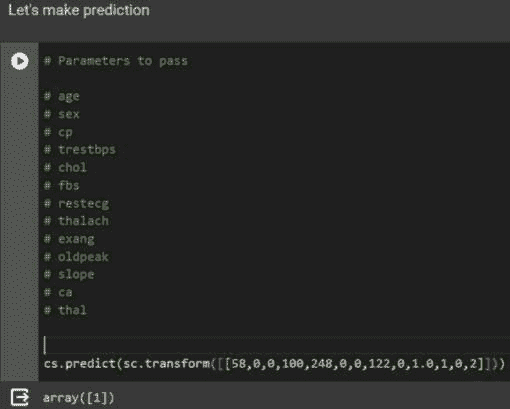 Let's make prediction
# Parameters to pass
# age
# sex
# cp
# trestbps
# chol
# fbs
# restecg
# thalach
# exang
# oldpeak
# slope
# ca
# thal
cs.predict(sc.transform([[58,0,0,100,248,0,0,122,0,1.0,1,0,2]]))
array([1])